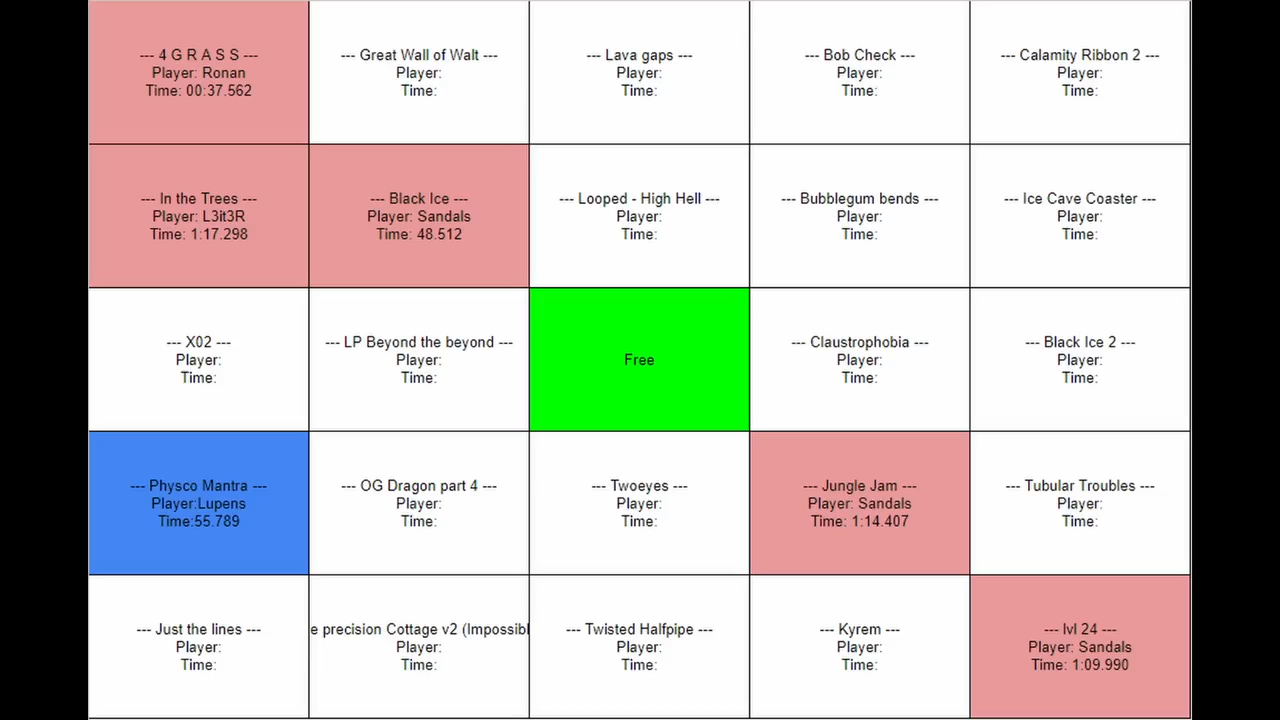 --- 4 G R A S S ---
Player: Ronan
Time: 00:37.562
--- Great Wall of Walt ---
Player:
Time:
--- Lava gaps ---
Player:
Time:
--- Bob Check ---
Player:
Time:
--- Calamity Ribbon 2 ---
Player:
Time:
--- In the Trees ---
Player: L3it3R
Time: 1:17.298
--- Black Ice ---
Player: Sandals
Time: 48.512
--- Looped - High Hell ---
Player:
Time:
--- Bubblegum bends ---
Player:
Time:
--- Ice Cave Coaster ---
Player:
Time:
--- X02 ---
Player:
Time:
--- LP Beyond the beyond ---
Player:
Time:
Free
--- Claustrophobia ---
Player:
Time:
--- Black Ice 2 ---
Player:
Time:
--- Physco Mantra ---
Player:Lupens
Time:55.789
--- OG Dragon part 4 ---
Player:
Time:
--- Twoeyes ---
Player:
Time:
--- Jungle Jam ---
Player: Sandals
Time: 1:14.407
--- Tubular Troubles ---
Player:
Time:
--- Just the lines ---
Player:
Time:
e precision Cottage v2 (Impossibl
Player:
Time:
--- Twisted Halfpipe ---
Player:
Time:
--- Kyrem ---
Player:
Time:
--- lvl 24 ---
Player: Sandals
Time: 1:09.990